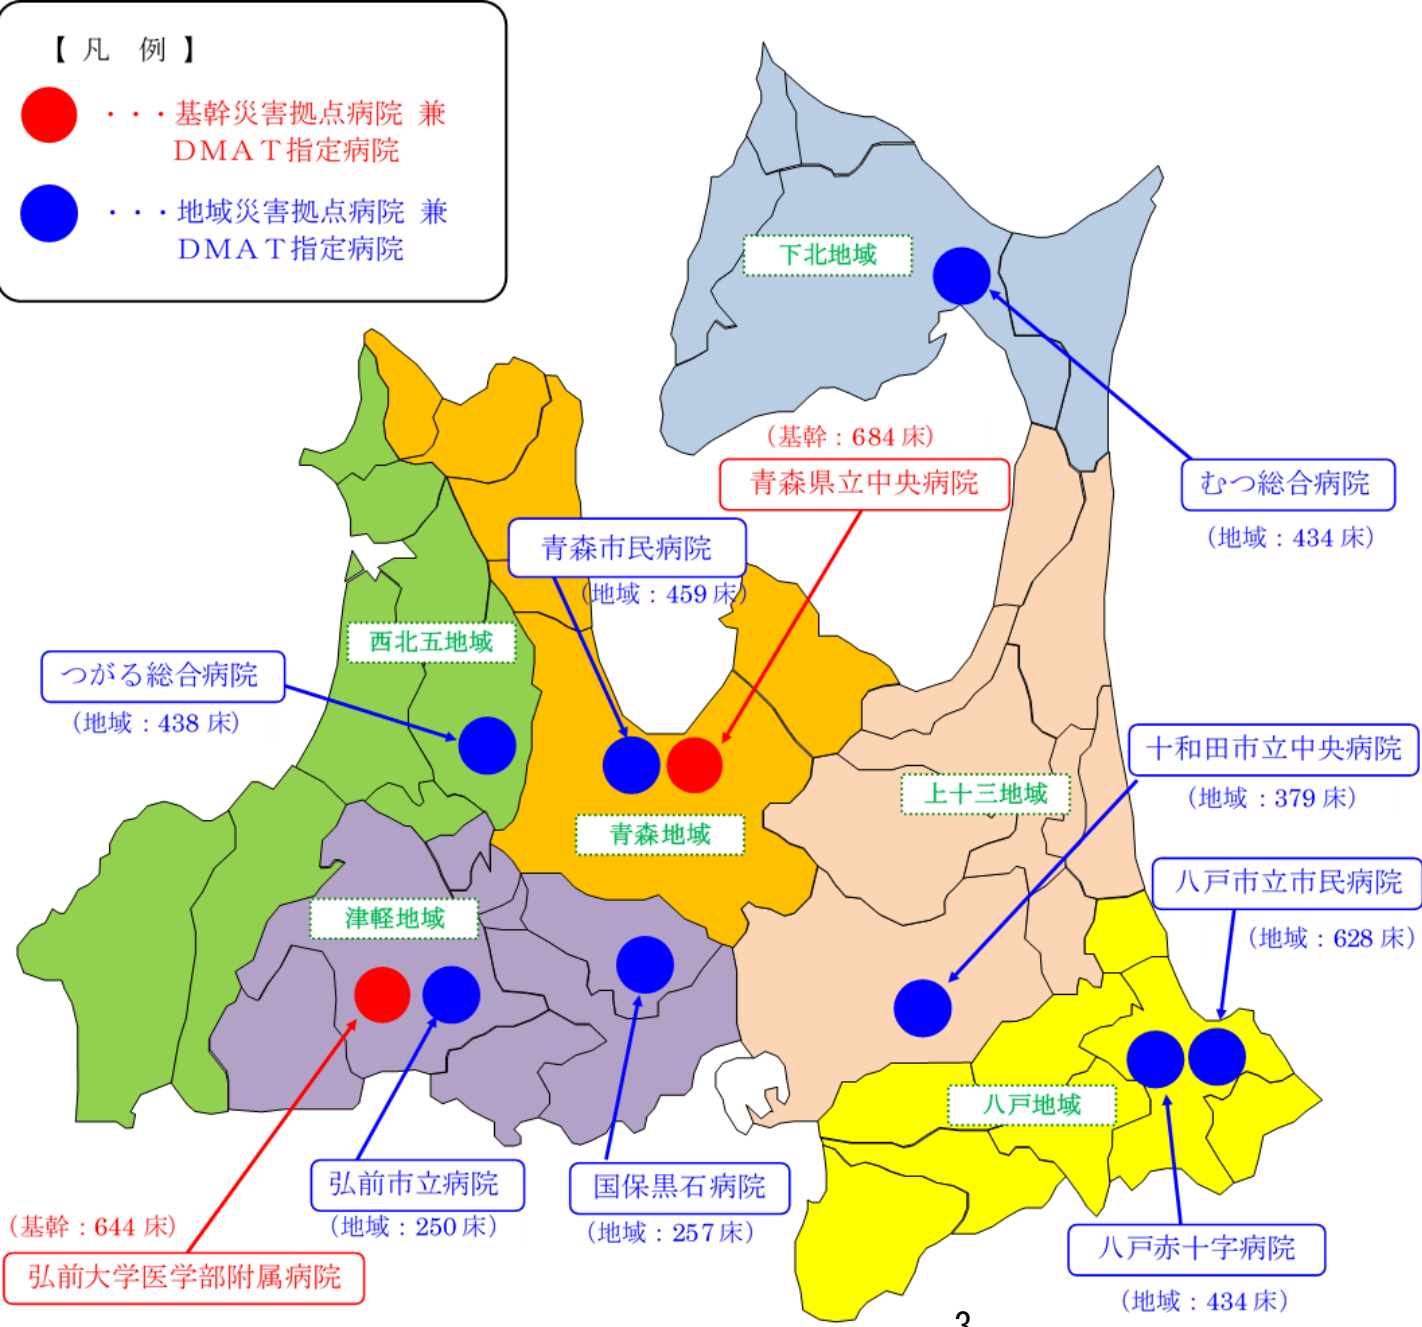 【 凡　例 】
・・・基幹災害拠点病院 兼
ＤＭＡＴ指定病院
・・・地域災害拠点病院 兼
ＤＭＡＴ指定病院
下北地域
（基幹：684 床）
青森県立中央病院
むつ総合病院
（地域：434 床）
青森市民病院
（地域：459 床）
西北五地域
つがる総合病院
（地域：438 床）
十和田市立中央病院
（地域：379 床）
上十三地域
青森地域
八戸市立市民病院
（地域：628 床）
津軽地域
八戸地域
弘前市立病院
（地域：250 床）
国保黒石病院
（地域：257 床）
（基幹：644 床）
弘前大学医学部附属病院
八戸赤十字病院
（地域：434 床）
3